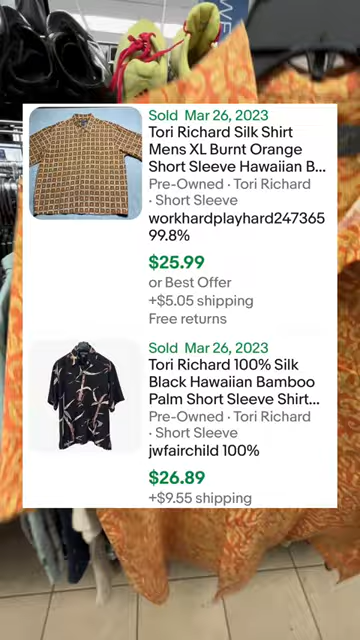 WE
Sold Mar 26, 2023
Tori Richard Silk Shirt
Mens XL Burnt Orange
Short Sleeve Hawaiian B...
Pre-Owned · Tori Richard
· Short Sleeve
workhardplayhard247365
99.8%
$25.99
or Best Offer
+$5.05 shipping
Free returns
Sold Mar 26, 2023
Tori Richard 100% Silk
Black Hawaiian Bamboo
Palm Short Sleeve Shirt...
Pre-Owned · Tori Richard
· Short Sleeve
jwfairchild 100%
$26.89
+$9.55 shipping